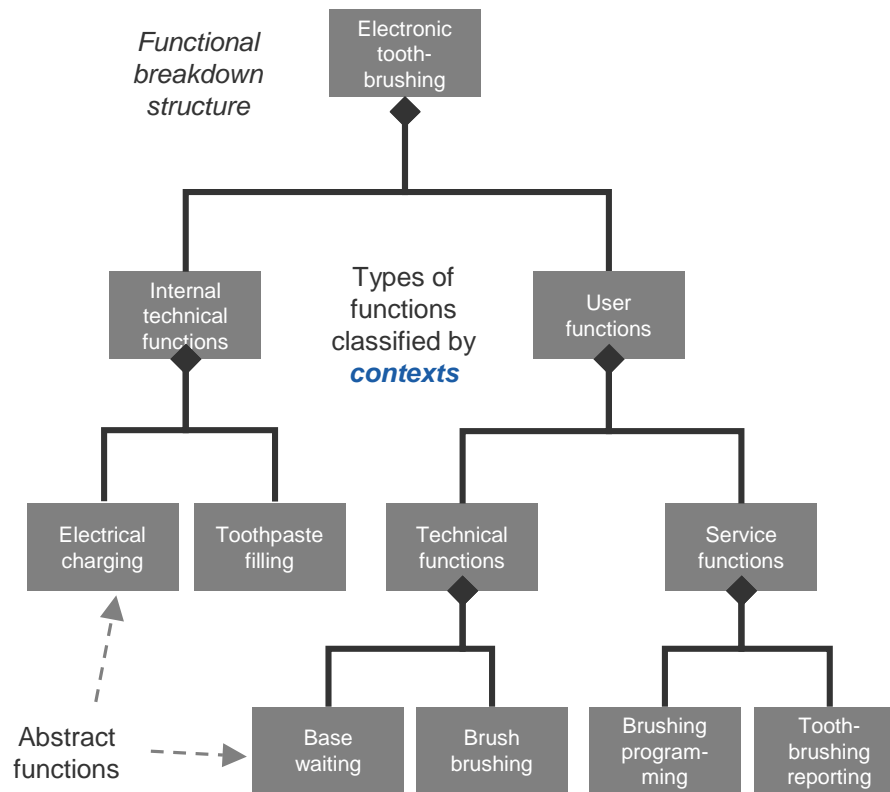 Functional
breakdown
structure
Electronic
tooth-
brushing
Internal
technical
functions
Types of
functions
classified by
contexts
User
functions
Electrical
charging
Toothpaste
filling
Technical
functions
Service
functions
Abstract
functions
Base
waiting
Brush
brushing
Brushing
program-
ming
Tooth-
brushing
reporting